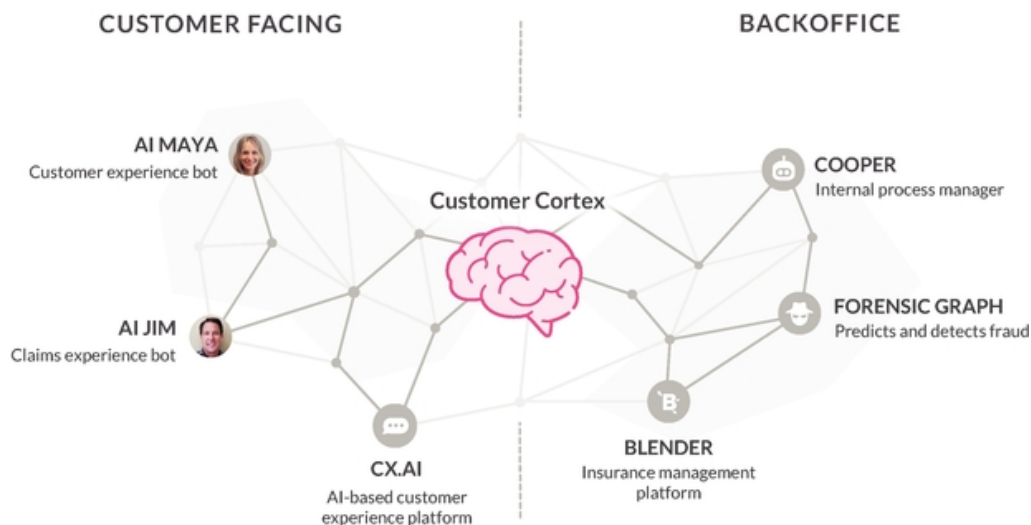 CUSTOMER FACING
BACKOFFICE
AI MAYA
Customer experience bot
COOPER
Internal process manager
Customer Cortex
AI JIM
Claims experience bot
FORENSIC GRAPH
Predicts and detects fraud
B
CX.AI
AI-based customer
experience platform
BLENDER
Insurance management
platform